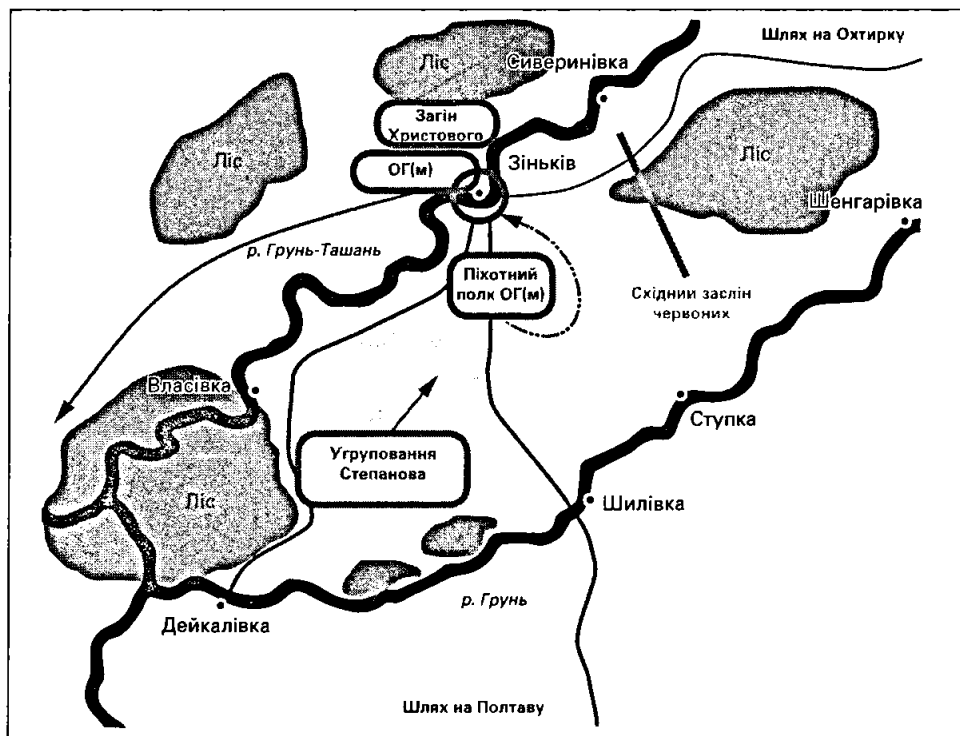 Шлях на Охтирку
Ліс
Сиверинівка
Загін
Христового
Ліс
ОГ(м)
Зіньків
Ліс
Шенгарівка
р. Грунь-Ташань
Піхотний
полк ОГ(м)
Східний заслін
червоних
Власівка
Ступка
Угруповання
Степанова
Ліс
Шилівка
р. Грунь
Дейкалівка
Шлях на Полтаву